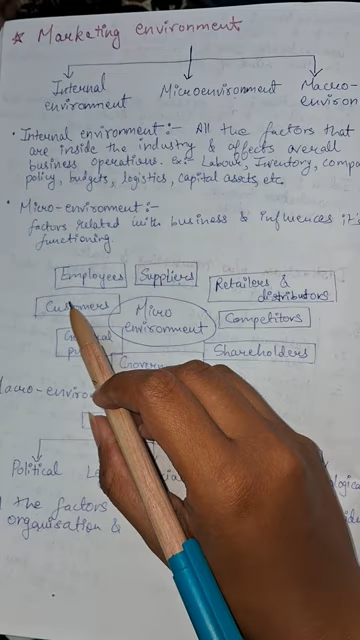 * Marketing environment
Internal environment
Microenvironment
Macro-
environ
• Internal environment :- All the factors that
are inside the industry & affects overall
business operations. Ex:- Labour, Inventory, compa
policy, budgets, logistics, capital assets, etc.
• Micro-environment :-
factors related with business & influences it's
functioning.
Employees
Suppliers
Retailers & distributors
Customers
Micro environment
Competitors
Shareholders
Political
the factors
organisation &